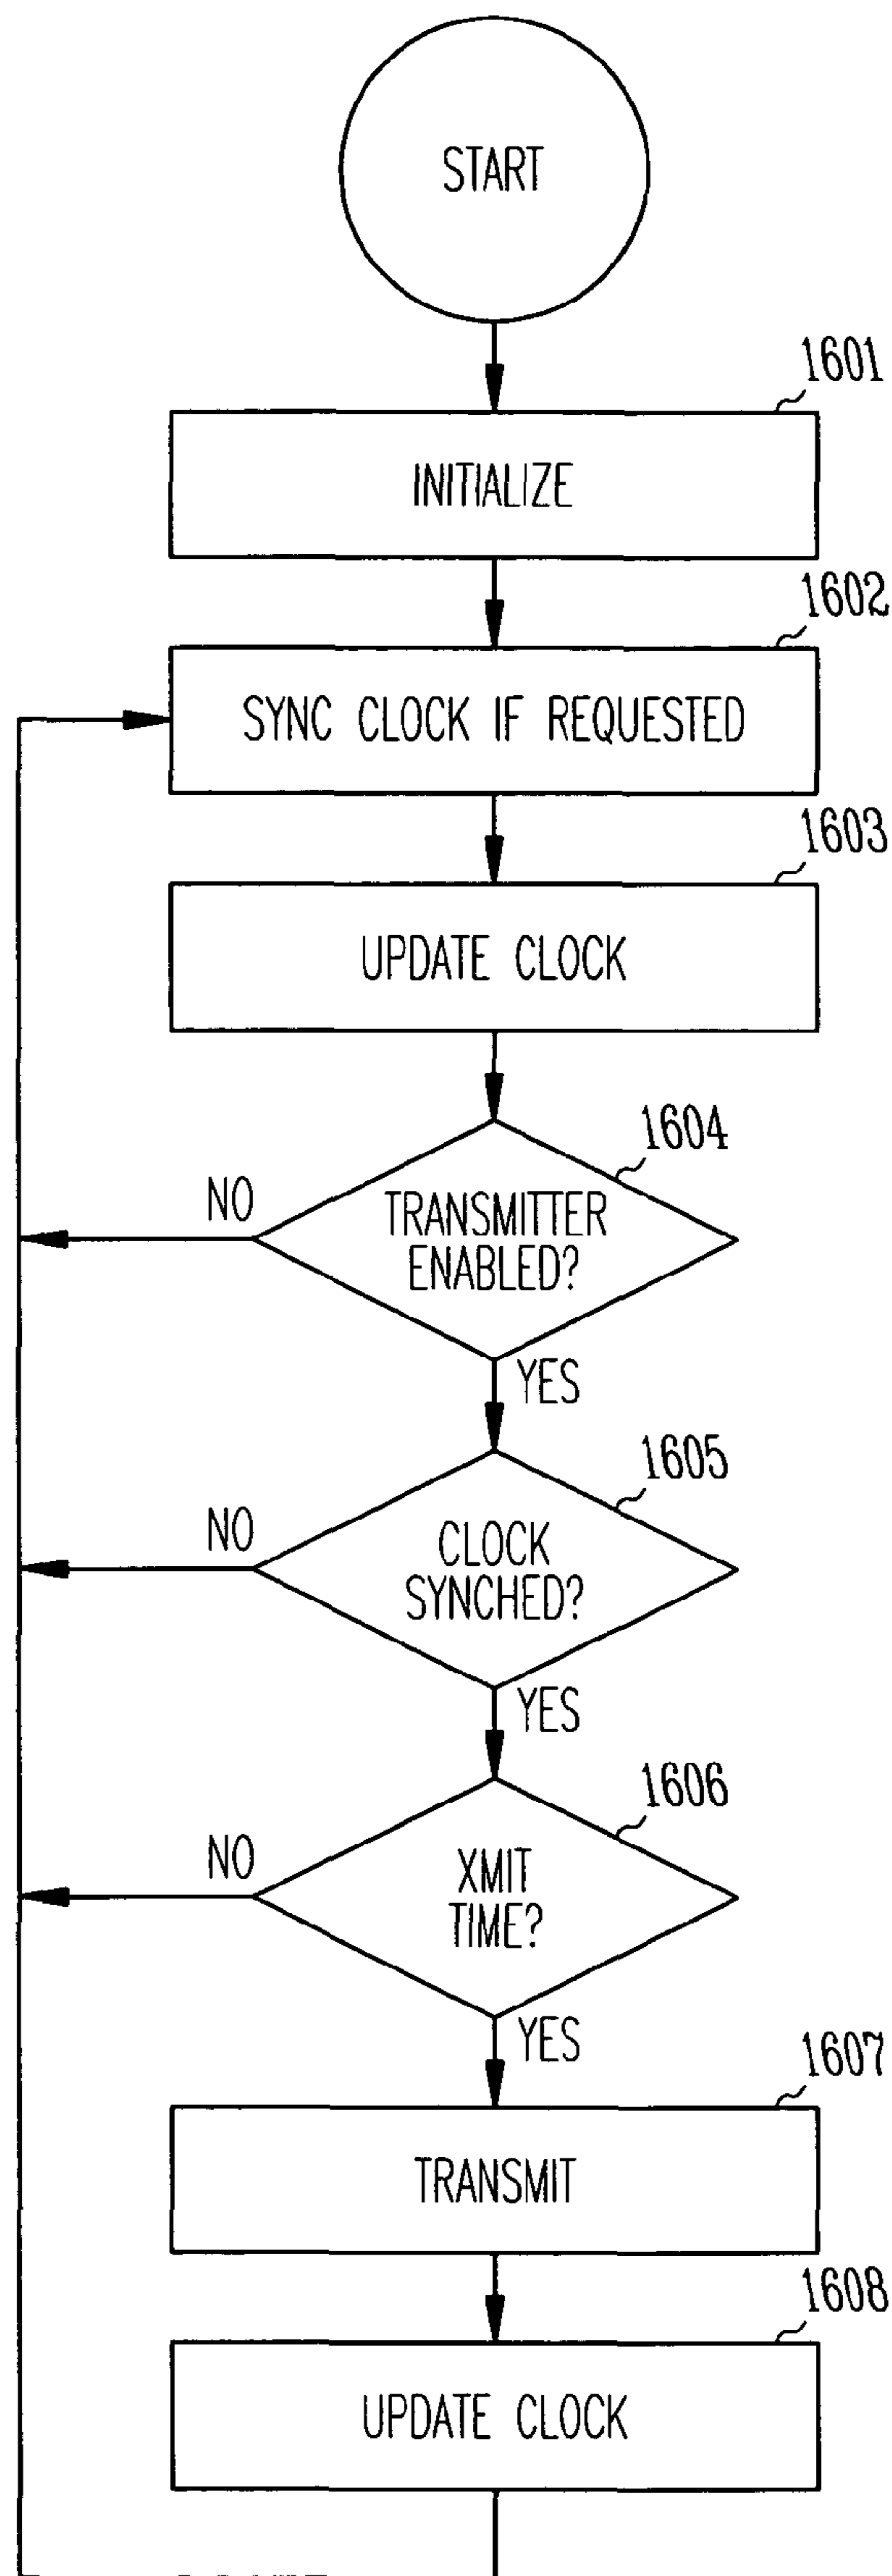 START
1601
INITIALIZE
1602
SYNC CLOCK IF REQUESTED
1603
UPDATE CLOCK
1604
NO
TRANSMITTER
ENABLED?
YES
1605
NO
CLOCK
SYNCHED?
YES
1606
NO
XMIT
TIME?
YES
1607
TRANSMIT
1608
UPDATE CLOCK